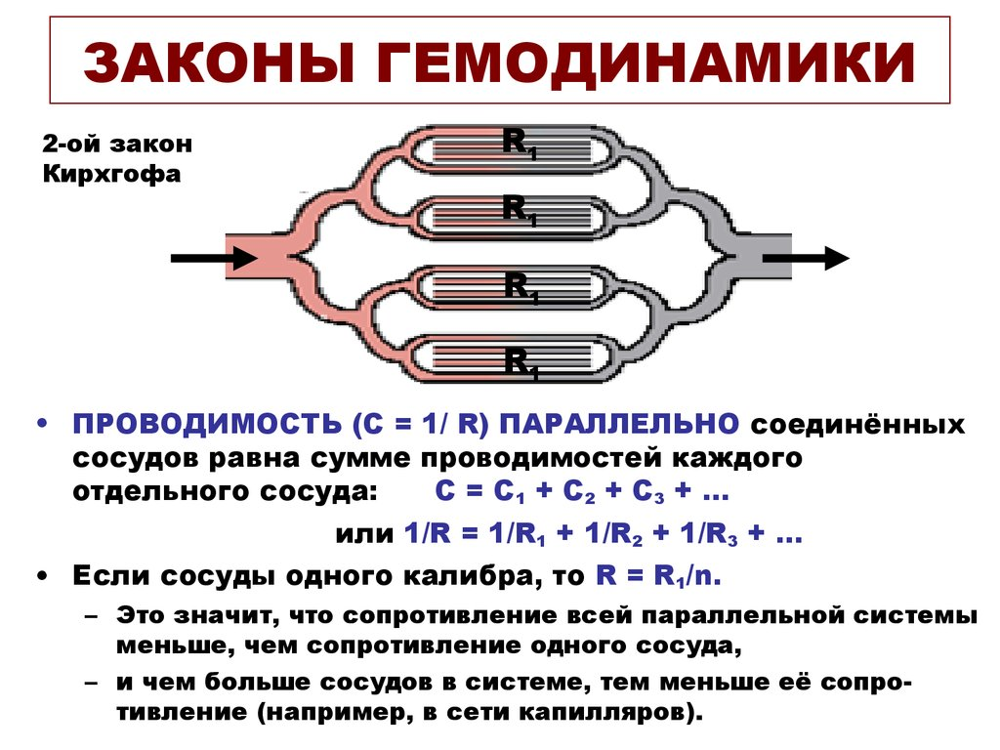 ЗАКОНЫ ГЕМОДИНАМИКИ
2-ой закон
Кирхгофа
R₁
R₁
R₁
R₁
• ПРОВОДИМОСТЬ (С = 1/ R) ПАРАЛЛЕЛЬНО соединённых
сосудов равна сумме проводимостей каждого
отдельного сосуда: С = С₁ + С₂ + С₃ + …
или 1/R = 1/R₁ + 1/R₂ + 1/R₃ + …
• Если сосуды одного калибра, то R = R₁/n.
– Это значит, что сопротивление всей параллельной системы
меньше, чем сопротивление одного сосуда,
– и чем больше сосудов в системе, тем меньше её сопро-
тивление (например, в сети капилляров).